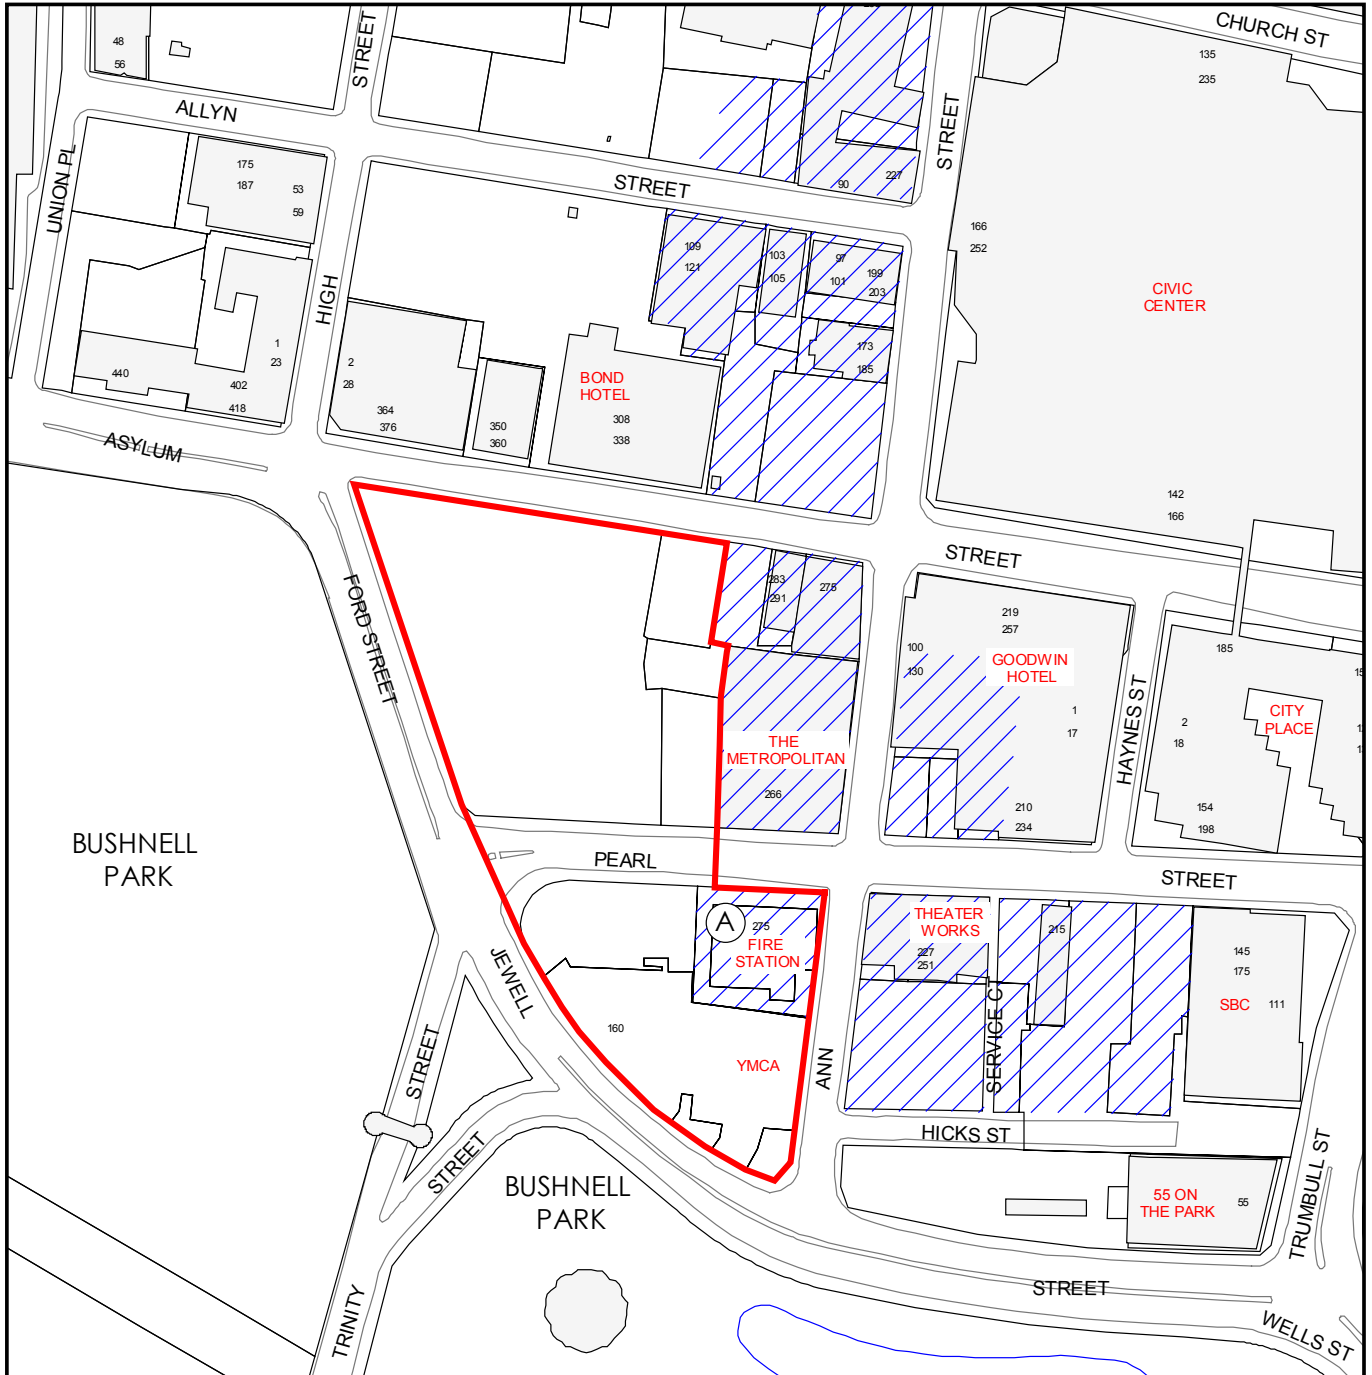 CHURCH ST
48
56
STREET
135
235
ALLYN
STREET
UNION PL
175
187
53
59
STREET
90
227
166
252
109
121
103
105
97
101
199
203
CIVIC
CENTER
HIGH
1
23
2
28
440
402
418
364
376
350
360
BOND
HOTEL
308
338
173
185
ASYLUM
142
166
STREET
283
291
275
219
257
100
130
GOODWIN
HOTEL
185
FORD STREET
1
17
HAYNES ST
2
18
CITY
PLACE
THE
METROPOLITAN
266
210
234
154
198
BUSHNELL
PARK
PEARL
STREET
A
275
FIRE
STATION
THEATER
WORKS
227
251
215
145
175
SBC
111
JEWELL
160
YMCA
ANN
SERVICE CT
STREET
HICKS ST
STREET
BUSHNELL
PARK
55 ON
THE PARK
55
TRUMBULL ST
STREET
TRINITY
WELLS ST